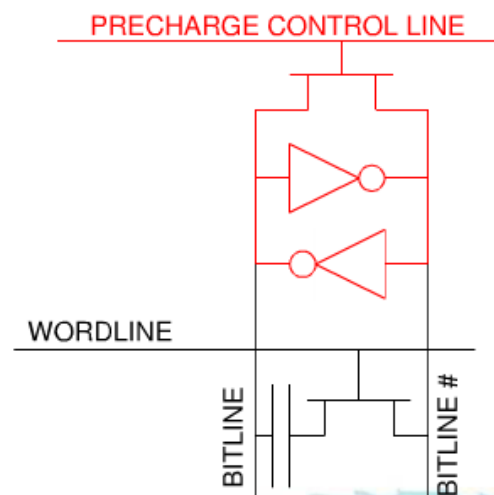 PRECHARGE CONTROL LINE
WORDLINE
BITLINE
BITLINE #